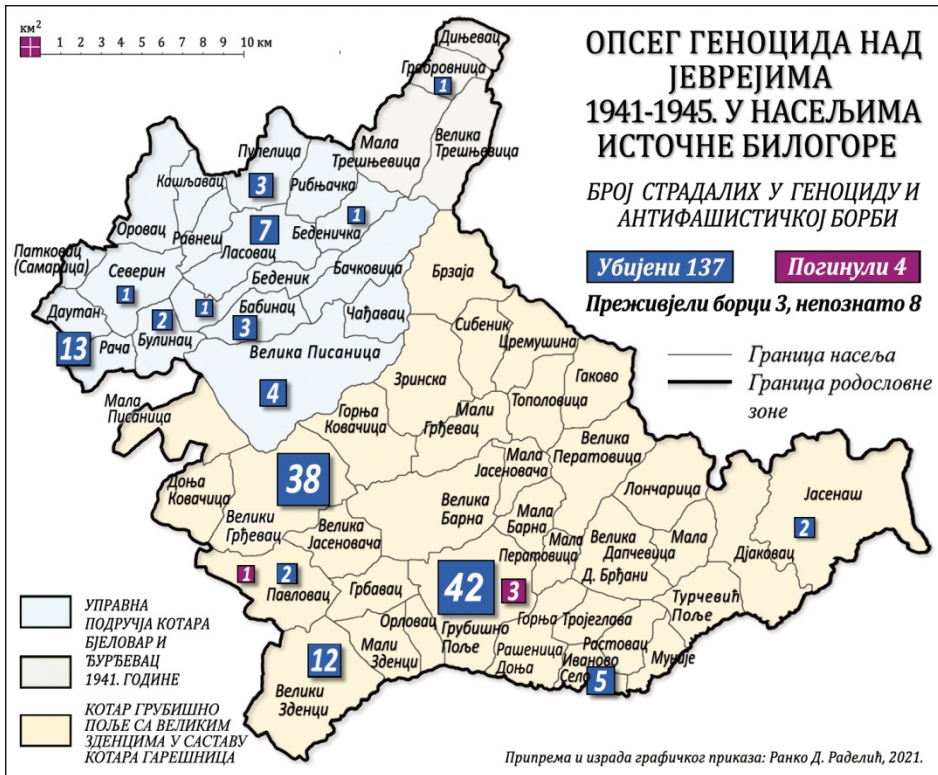 км²
1 2 3 4 5 6 7 8 9 10 км
ОПСЕГ ГЕНОЦИДА НАД
ЈЕВРЕЈИМА
1941-1945. У НАСЕЉИМА
ИСТОЧНЕ БИЛОГОРЕ
БРОЈ СТРАДАЛИХ У ГЕНОЦИДУ И
АНТИФАШИСТИЧКОЈ БОРБИ
Убијени 137
Погинули 4
Преживјели борци 3, непознато 8
Граница насеља
Граница родословне
зоне
Дињевац
Грабровница
1
Мала
Трешњевица
Велика
Трешњевица
Пупелица
3
Кашљавац
Рибњачка
1
Оровац
Равнеш
7
Ласовац
Беденичка
Патковац
(Самарица)
Северин
1
Беденик
Бачковица
Брзаја
Даутан
13
Рача
2
Булинац
1
Бабинац
3
Чађавац
Велика Писаница
4
Сибеник
Цремушина
Мала
Писаница
Зринска
Гаково
Тополовица
Горња
Ковачица
Мали
Грђевац
38
Мала
Јасеновача
Велика
Ператовица
Доња
Ковачица
Лончарица
Јасенаш
2
Велики
Грђевац
Велика
Јасеновача
Велика
Барна
Мала
Барна
Мала
Ператовица
Велика
Дапчевица
Мала
Д. Брђани
Дјаковац
1
2
Павловац
Грбавац
42
3
Турчевић
Поље
Орловац
Грубишно
Поље
Горња
Рашеница
Доња
Тројеглава
Растовац
Мунаје
Иваново
Село
5
12
Мали
Зденци
Велики
Зденци
УПРАВНА
ПОДРУЧЈА КОТАРА
БЈЕЛОВАР И
ЂУРЂЕВАЦ
1941. ГОДИНЕ
КОТАР ГРУБИШНО
ПОЉЕ СА ВЕЛИКИМ
ЗДЕНЦИМА У САСТАВУ
КОТАРА ГАРЕШНИЦА
Припрема и израда графичког приказа: Ранко Д. Раделић, 2021.